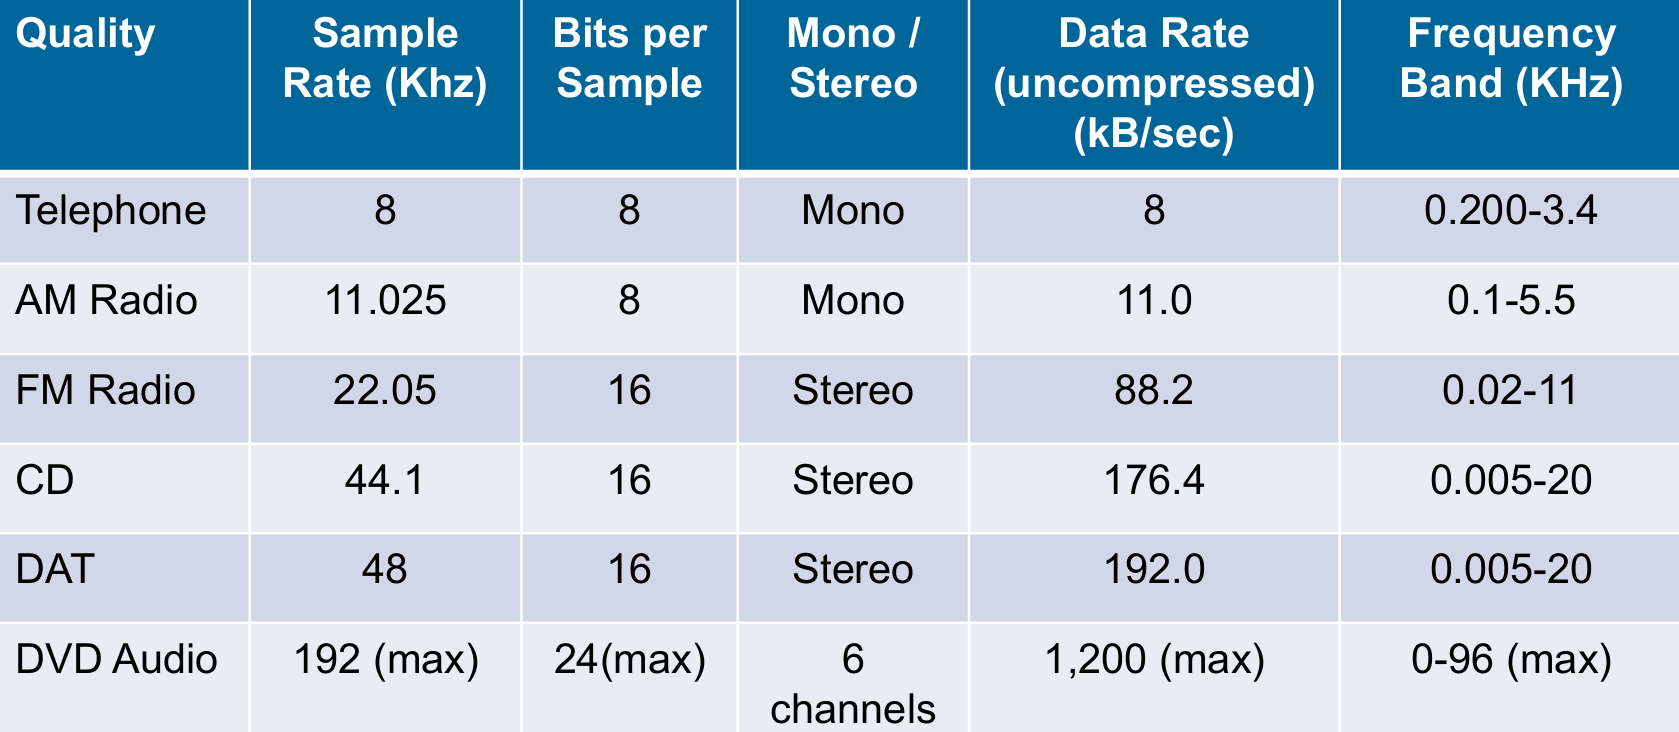 Quality Sample Rate (Khz) Bits per Sample Mono / Stereo Data Rate (uncompressed) (kB/sec) Frequency Band (KHz)
Telephone 8 8 Mono 8 0.200-3.4
AM Radio 11.025 8 Mono 11.0 0.1-5.5
FM Radio 22.05 16 Stereo 88.2 0.02-11
CD 44.1 16 Stereo 176.4 0.005-20
DAT 48 16 Stereo 192.0 0.005-20
DVD Audio 192 (max) 24(max) 6 channels 1,200 (max) 0-96 (max)